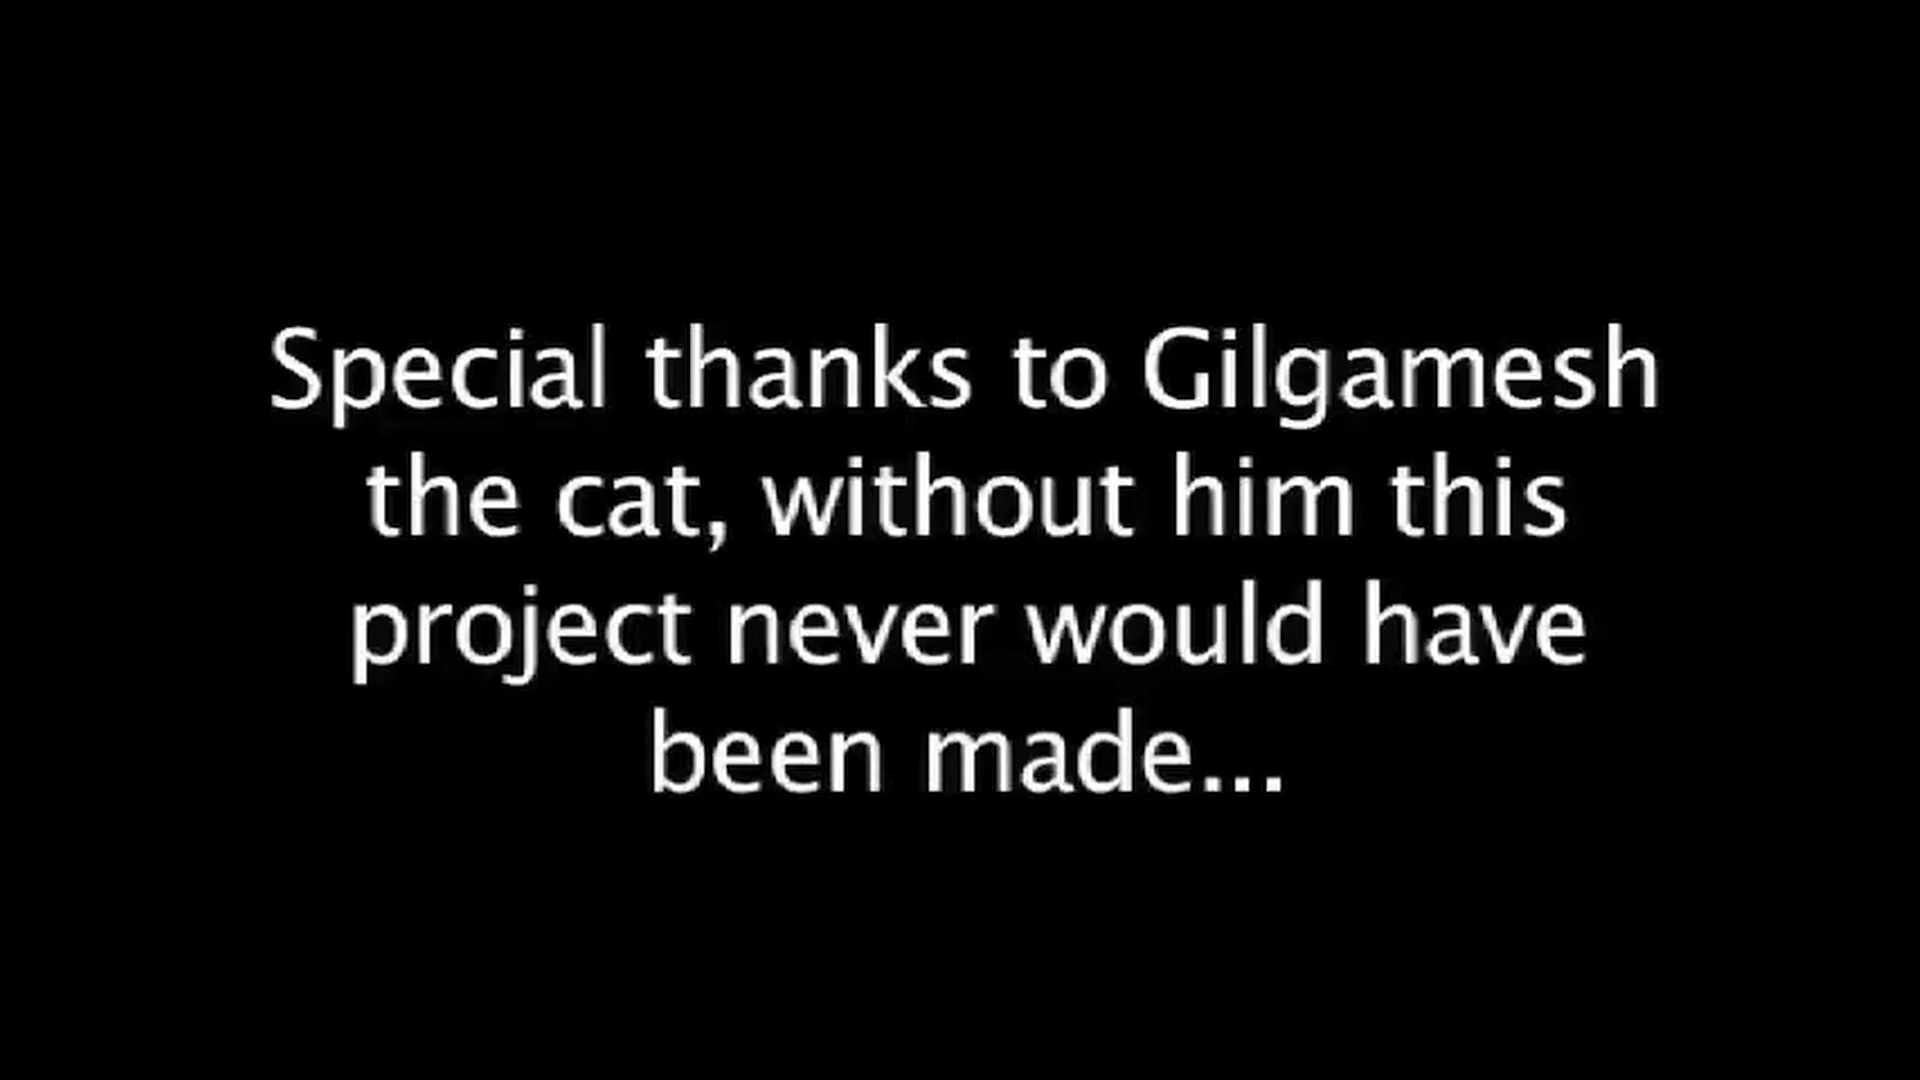 Special thanks to Gilgamesh
the cat, without him this
project never would have
been made...